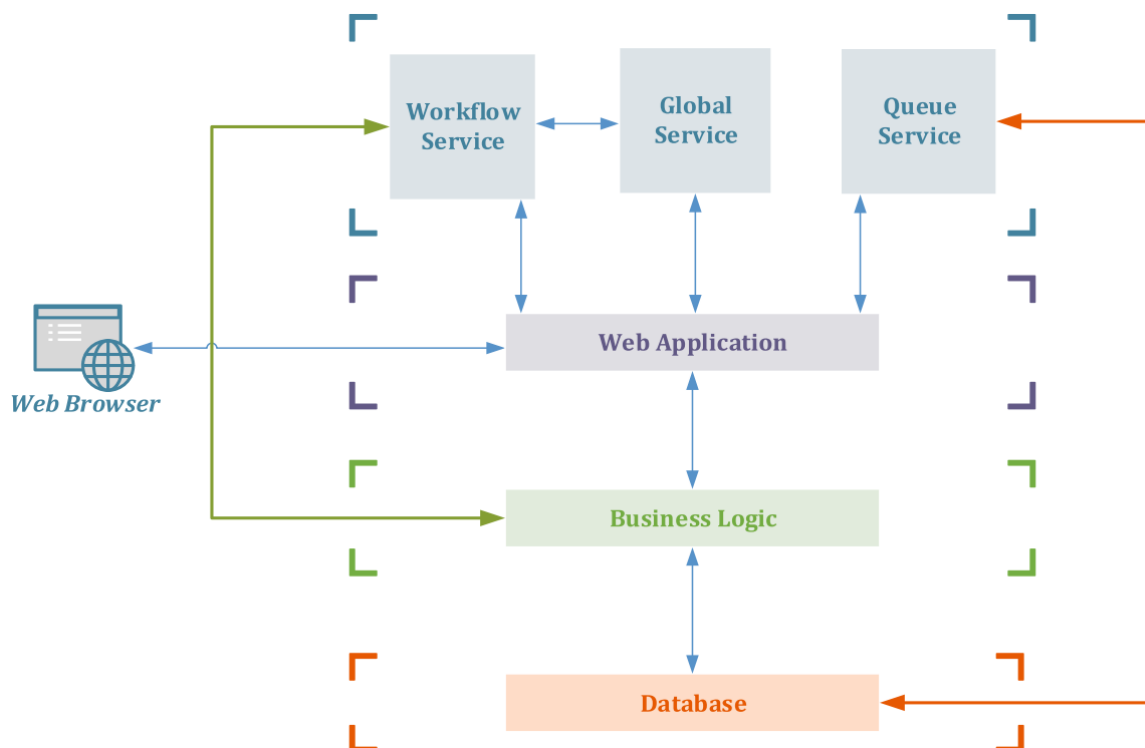 Workflow
Service
Global
Service
Queue
Service
Web Application
Web Browser
Business Logic
Database